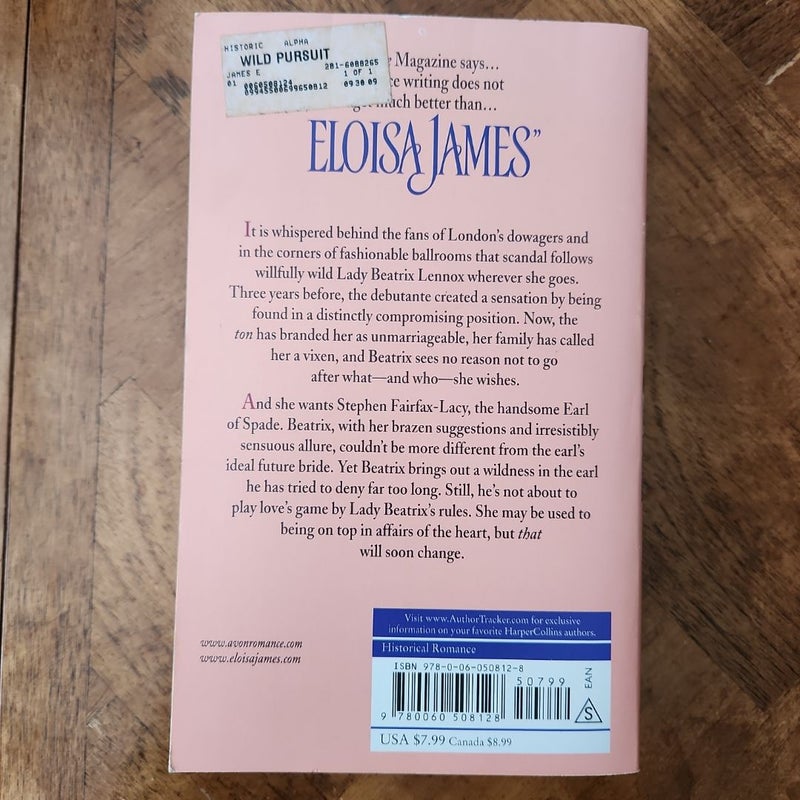 HISTORIC ALPHA
WILD PURSUIT
JAMES E 281-6080265
01 0060508124 1 OF 1
09945500699650812 09 30 09
Magazine says…
writing does not
much better than…
ELOISA JAMES”
It is whispered behind the fans of London’s dowagers and
in the corners of fashionable ballrooms that scandal follows
willfully wild Lady Beatrix Lennox wherever she goes.
Three years before, the debutante created a sensation by being
found in a distinctly compromising position. Now, the
ton has branded her as unmarriageable, her family has called
her a vixen, and Beatrix sees no reason not to go
after what—and who—she wishes.
And she wants Stephen Fairfax-Lacy, the handsome Earl
of Spade. Beatrix, with her brazen suggestions and irresistibly
sensuous allure, couldn’t be more different from the earl’s
ideal future bride. Yet Beatrix brings out a wildness in the earl
he has tried to deny far too long. Still, he’s not about to
play love’s game by Lady Beatrix’s rules. She may be used to
being on top in affairs of the heart, but that
will soon change.
www.avonromance.com
www.eloisajames.com
Visit www.AuthorTracker.com for exclusive
information on your favorite HarperCollins authors.
Historical Romance
ISBN 978-0-06-050812-8
50799
EAN
9 780060 508128
S
USA $7.99 Canada $8.99